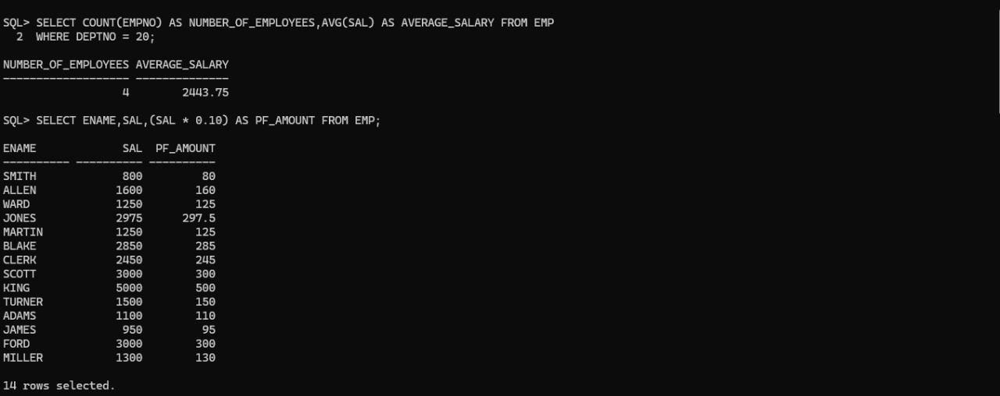 SQL> SELECT COUNT(EMPNO) AS NUMBER_OF_EMPLOYEES,AVG(SAL) AS AVERAGE_SALARY FROM EMP
  2  WHERE DEPTNO = 20;
NUMBER_OF_EMPLOYEES AVERAGE_SALARY
------------------- --------------
                  4        2443.75
SQL> SELECT ENAME,SAL,(SAL * 0.10) AS PF_AMOUNT FROM EMP;
ENAME             SAL  PF_AMOUNT
---------- ---------- ----------
SMITH             800         80
ALLEN            1600        160
WARD             1250        125
JONES            2975      297.5
MARTIN           1250        125
BLAKE            2850        285
CLERK            2450        245
SCOTT            3000        300
KING             5000        500
TURNER           1500        150
ADAMS            1100        110
JAMES             950         95
FORD             3000        300
MILLER           1300        130
14 rows selected.